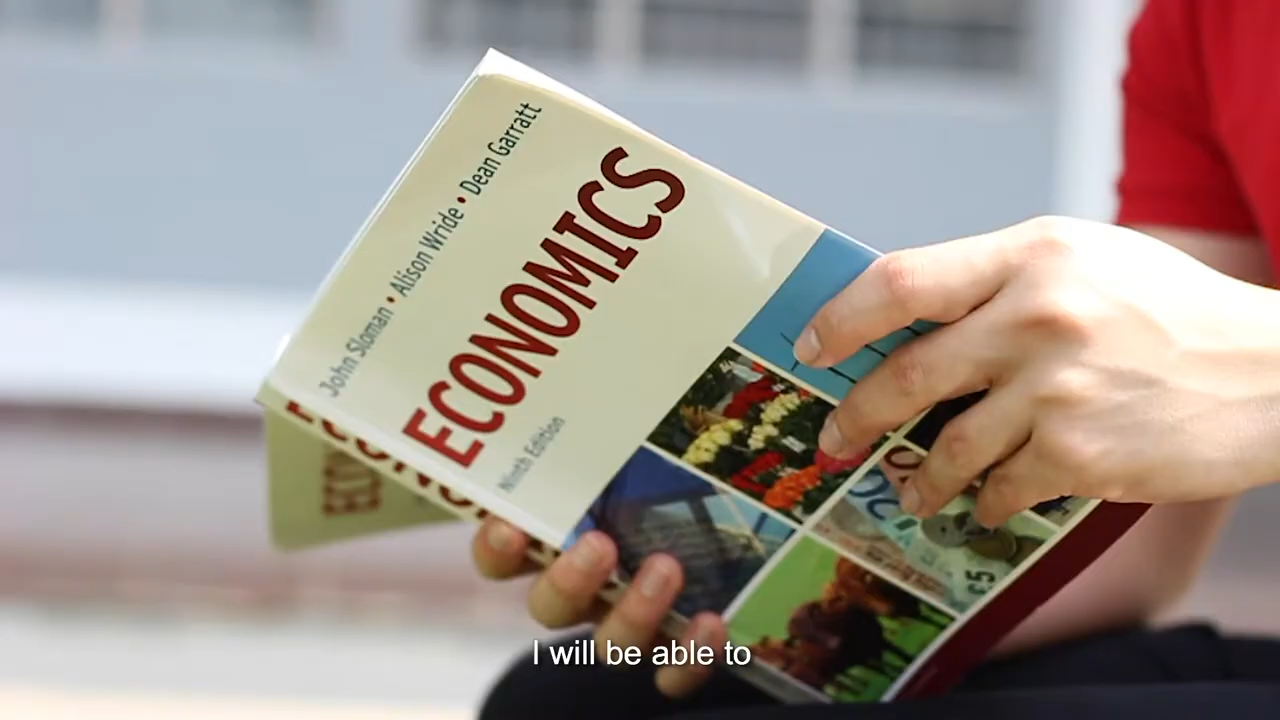 John Sloman • Alison Wride • Dean Garratt
ECONOMICS
Ninth Edition
I will be able to